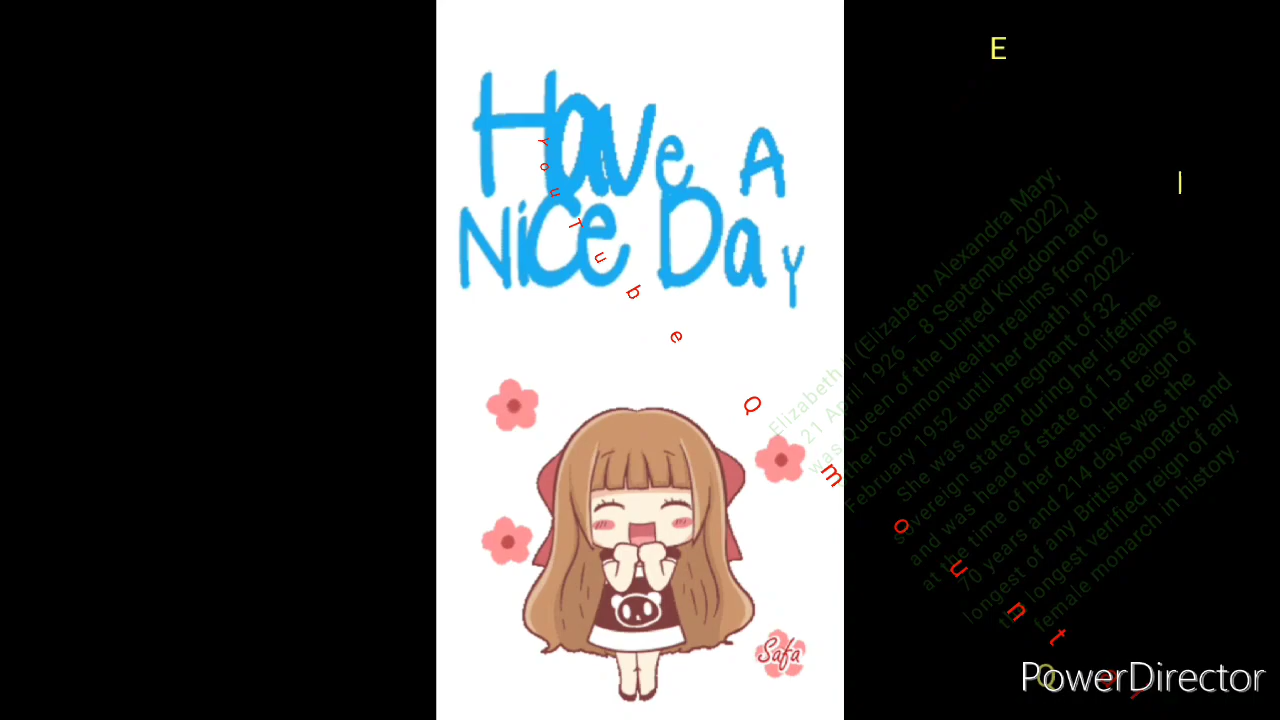 Have A
Nice Day
YouTube
Q
mount
E
I
Elizabeth II (Elizabeth Alexandra Mary;
21 April 1926 – 8 September 2022)
was Queen of the United Kingdom and
other Commonwealth realms from 6
February 1952 until her death in 2022.
She was queen regnant of 32
sovereign states during her lifetime
and was head of state of 15 realms
at the time of her death. Her reign of
70 years and 214 days was the
longest of any British monarch and
the longest verified reign of any
female monarch in history.
Safa
PowerDirector